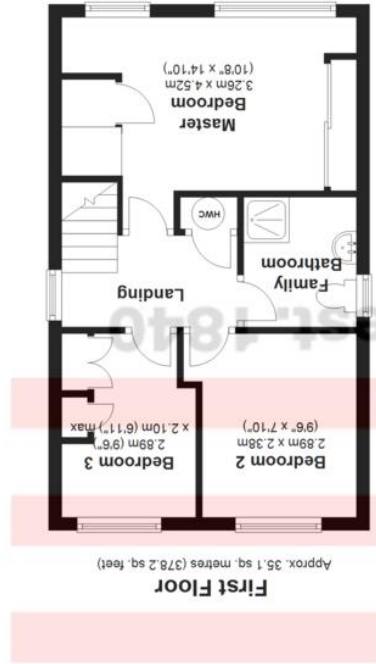 First Floor
Approx. 35.1 sq. metres (378.2 sq. feet)
Bedroom 3
2.89m (9'6")
x 2.10m (6'11") max
Bedroom 2
2.89m x 2.38m
(9'6" x 7'10")
Landing
Family
Bathroom
HWC
Master
Bedroom
3.26m x 4.52m
(10'8" x 14'10")
est. 1840